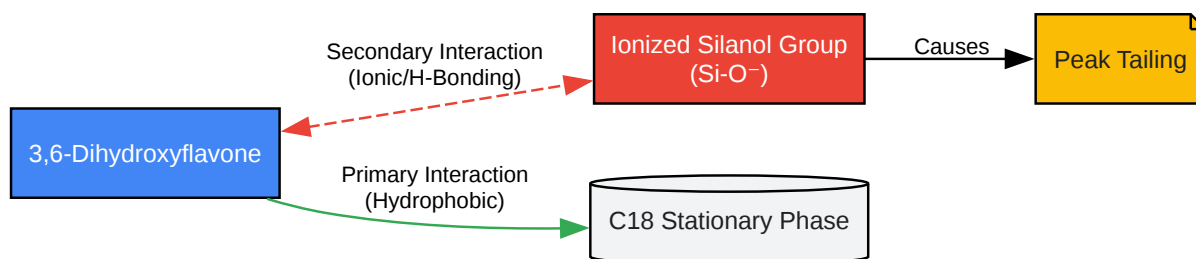 Secondary Interaction
(Ionic/H-Bonding)
Ionized Silanol Group
(Si-O⁻)
Causes
Peak Tailing
3,6-Dihydroxyflavone
Primary Interaction
(Hydrophobic)
C18 Stationary Phase